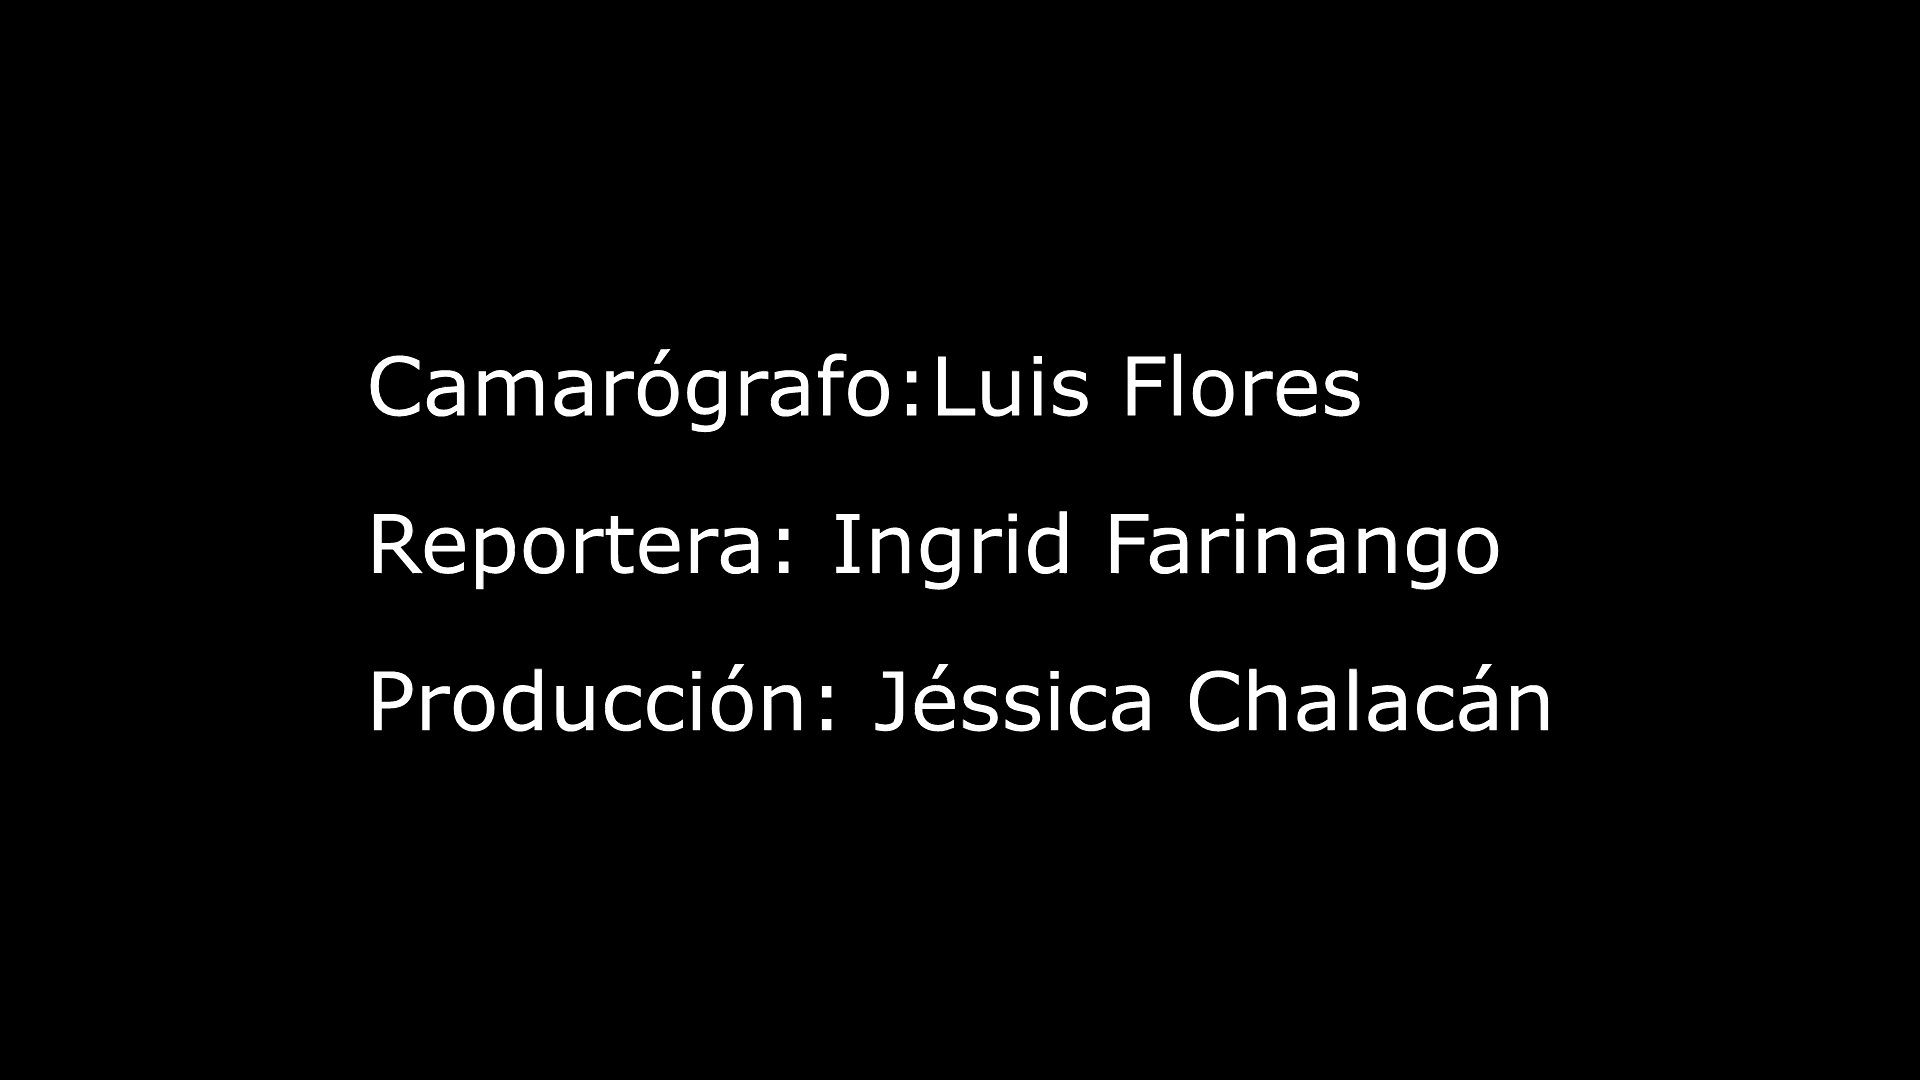 Camarógrafo:Luis Flores
Reportera: Ingrid Farinango
Producción: Jéssica Chalacán